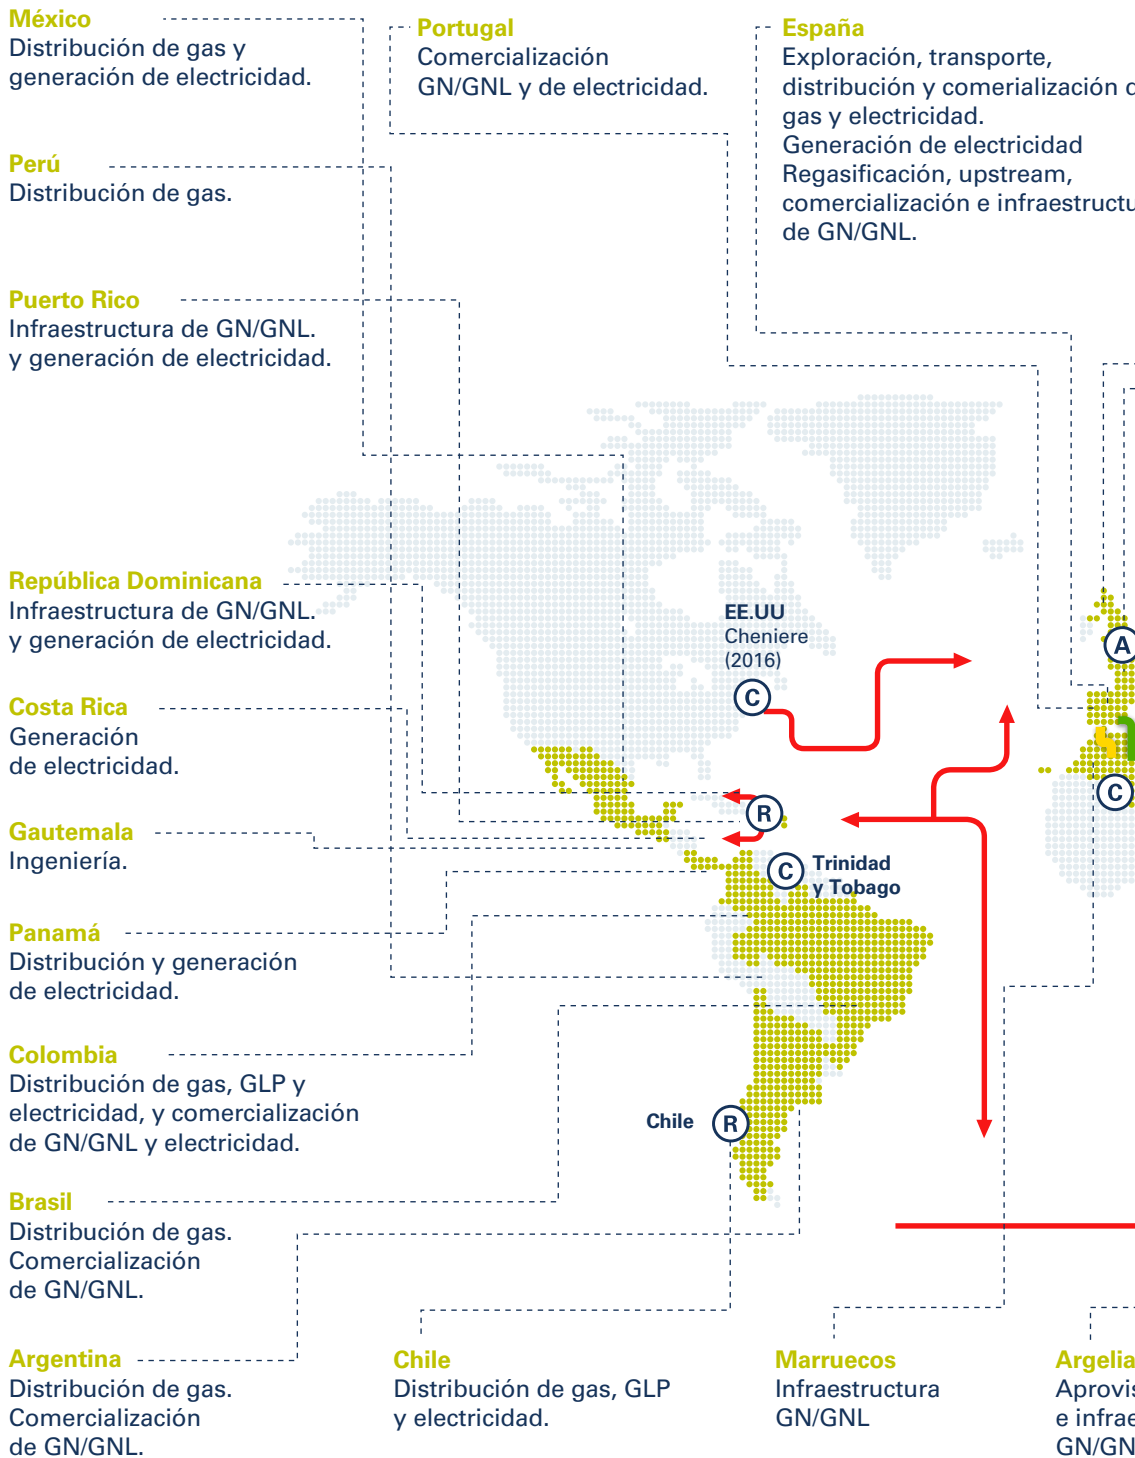 México
Distribución de gas y
generación de electricidad.
Portugal
Comercialización
GN/GNL y de electricidad.
España
Exploración, transporte,
distribución y comerialización
gas y electricidad.
Generación de electricidad
Regasificación, upstream,
comercialización e
de GN/GNL.
Perú
Distribución de gas.
Puerto Rico
Infraestructura de GN/GNL.
y generación de electricidad.
República Dominicana
Infraestructura de GN/GNL.
y generación de electricidad.
Costa Rica
Generación
de electricidad.
Gautemala
Ingeniería.
Panamá
Distribución y generación
de electricidad.
Colombia
Distribución de gas, GLP y
electricidad, y comercialización
de GN/GNL y electricidad.
Brasil
Distribución de gas.
Comercialización
de GN/GNL.
Argentina
Distribución de gas.
Comercialización
de GN/GNL.
EE.UU
Cheniere
(2016)
C
R
C
Trinidad
y Tobago
Chile
R
A
C
Chile
Distribución de gas, GLP
y electricidad.
Marruecos
Infraestructura
GN/GNL
Argelia
e